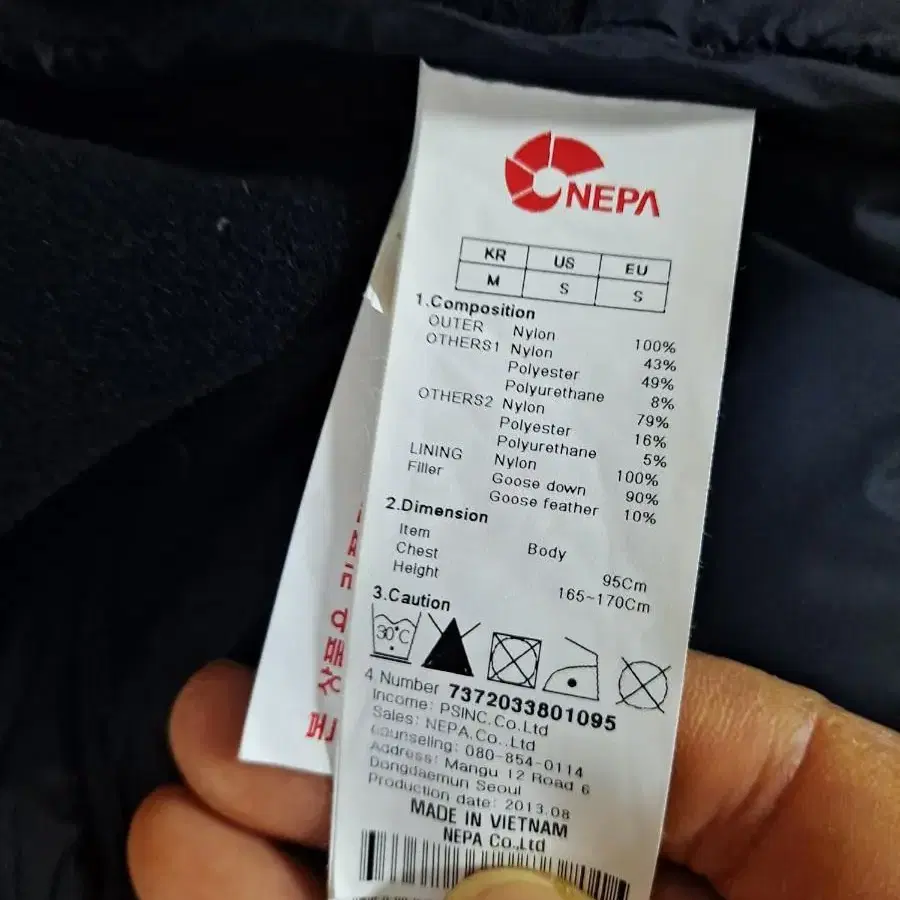 NEPA
KR US EU
M S S
1.Composition
OUTER Nylon 100%
OTHERS1 Nylon 43%
Polyester 49%
Polyurethane 8%
OTHERS2 Nylon 79%
Polyester 16%
Polyurethane 5%
LINING Nylon 100%
Filler Goose down 90%
Goose feather 10%
2.Dimension
Item Body
Chest 95Cm
Height 165~170Cm
3.Caution
30°C
4.Number 7372033801095
Income: PSINC.Co.Ltd
Sales: NEPA.Co.,Ltd
Counseling: 080-854-0114
Address: Mangu 12 Road 6
Dongdaemun Seoul
Production date: 2013.08
MADE IN VIETNAM
NEPA Co.,Ltd